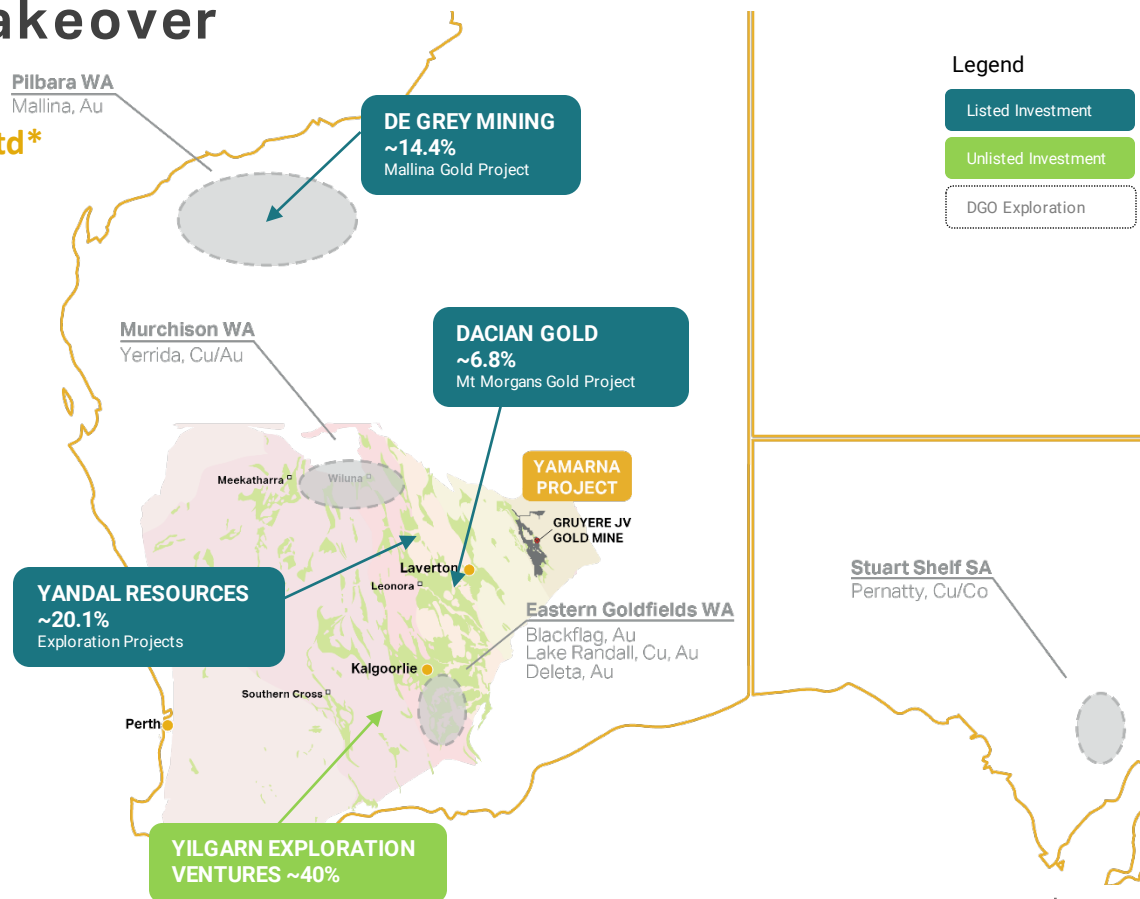 akeover
Pilbara WA
Mallina, Au
td*
DE GREY MINING
~14.4%
Mallina Gold Project
Legend
Listed Investment
Unlisted Investment
DGO Exploration
Murchison WA
Yerrida, Cu/Au
DACIAN GOLD
~6.8%
Mt Morgans Gold Project
YAMARNA
PROJECT
Meekatharra
Wiluna
GRUYERE JV
GOLD MINE
Laverton
Leonora
YANDAL RESOURCES
~20.1%
Exploration Projects
Eastern Goldfields WA
Blackflag, Au
Lake Randall, Cu, Au
Deleta, Au
Stuart Shelf SA
Pernatty, Cu/Co
Kalgoorlie
Southern Cross
Perth
YILGARN EXPLORATION
VENTURES ~40%